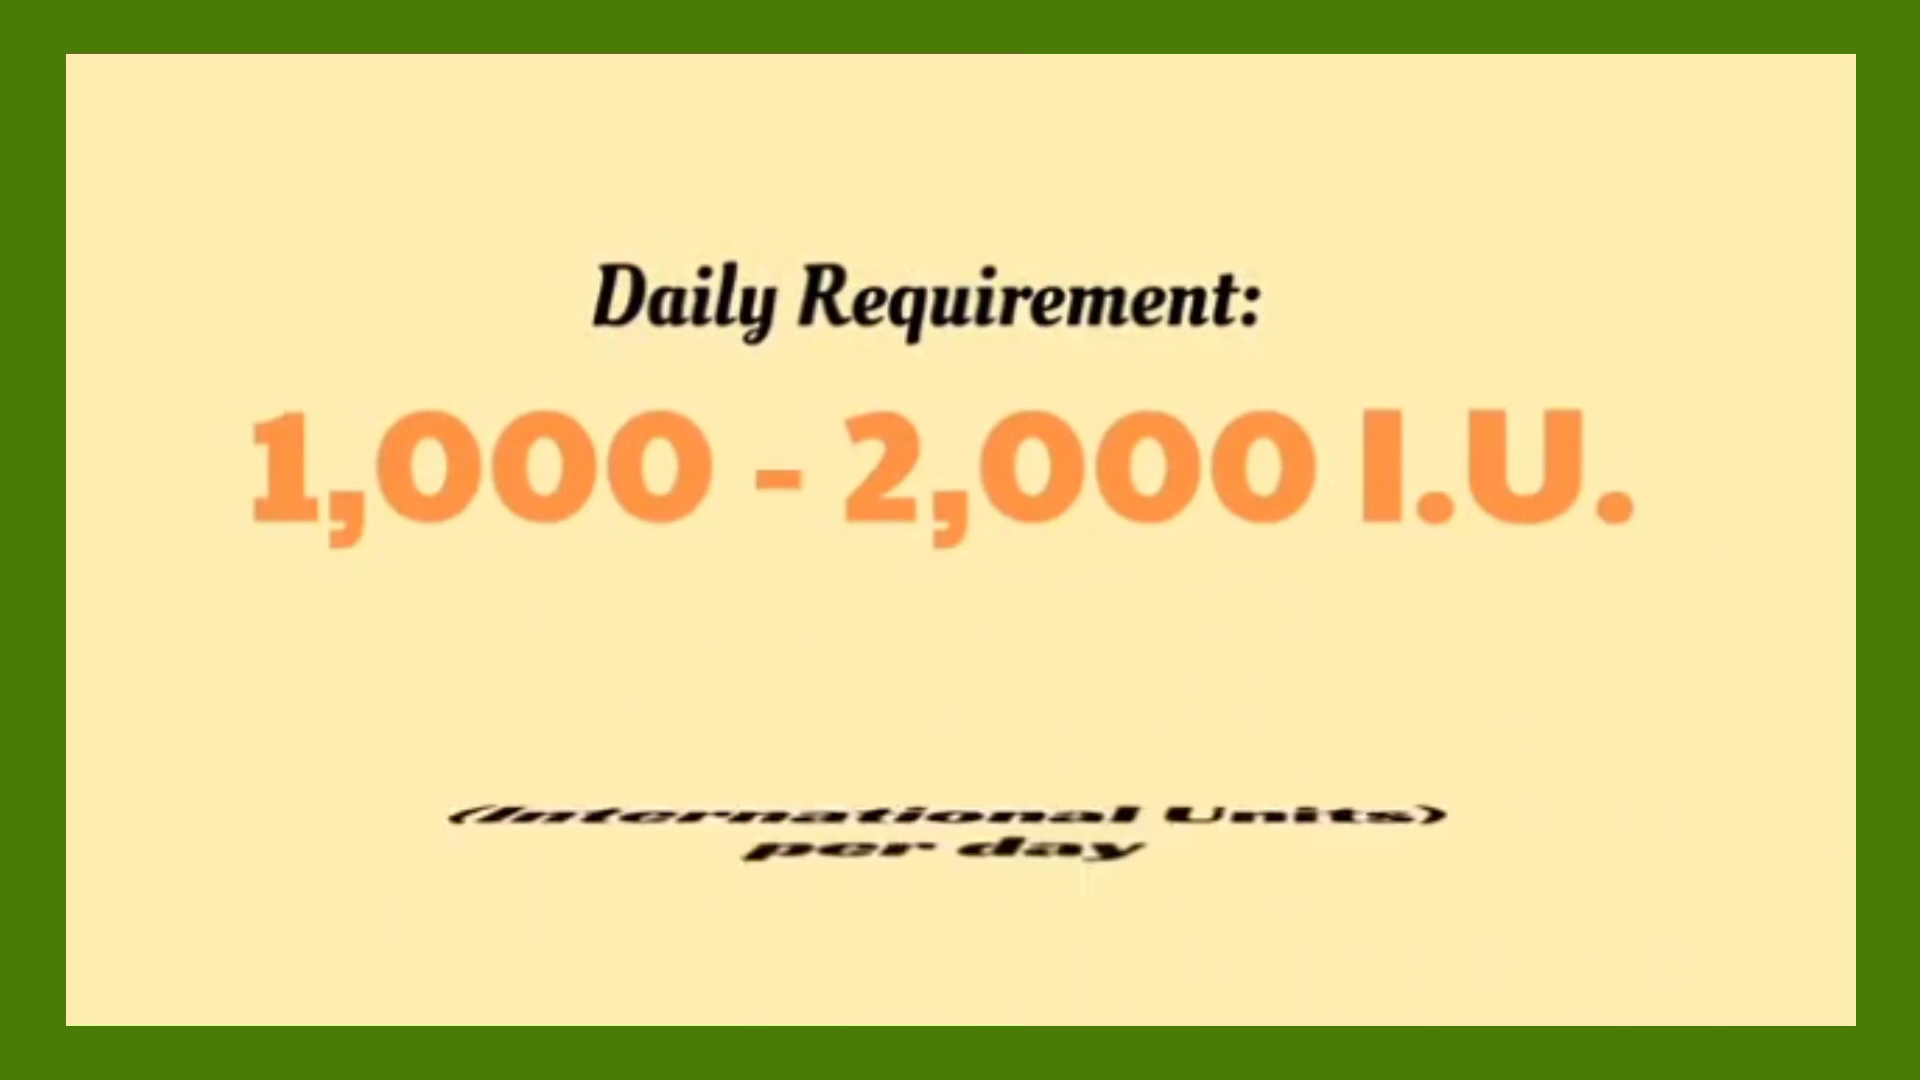 Daily Requirement:
1,000 - 2,000 I.U.
(International Units)
per day